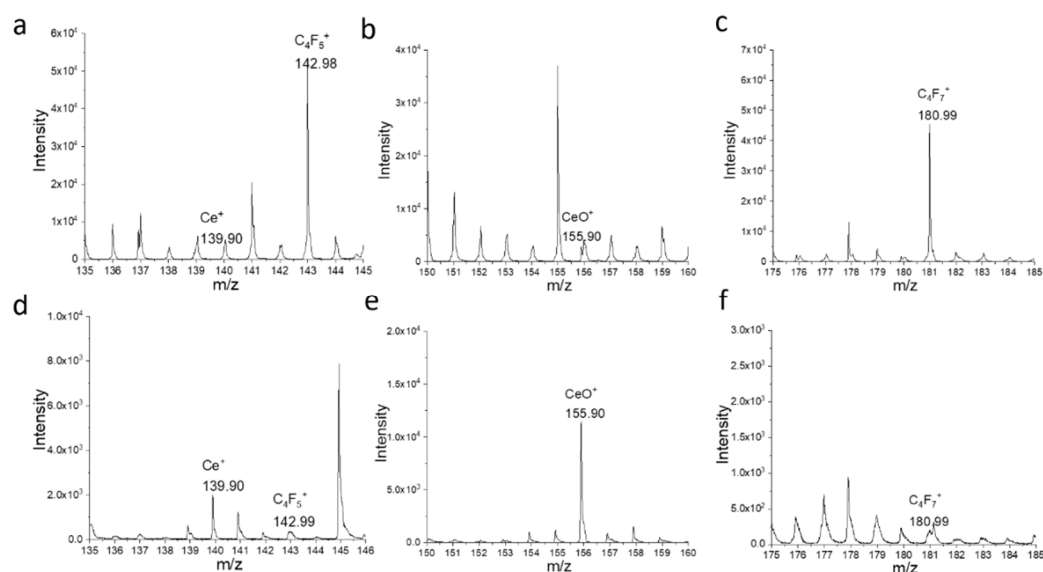 a
Intensity
6x10⁴
5x10⁴
4x10⁴
3x10⁴
2x10⁴
1x10⁴
0
C₄F₅⁺
142.98
Ce⁺
139.90
135 136 137 138 139 140 141 142 143 144 145
m/z
b
Intensity
4x10⁴
3x10⁴
2x10⁴
1x10⁴
0
CeO⁺
155.90
150 151 152 153 154 155 156 157 158 159 160
m/z
c
Intensity
7x10⁴
6x10⁴
5x10⁴
4x10⁴
3x10⁴
2x10⁴
1x10⁴
0
C₄F₇⁺
180.99
175 176 177 178 179 180 181 182 183 184 185
m/z
d
Intensity
1.0x10⁴
8.0x10³
6.0x10³
4.0x10³
2.0x10³
0.0
Ce⁺
139.90
C₄F₅⁺
142.99
135 136 137 138 139 140 141 142 143 144 145 146
m/z
e
Intensity
2.0x10⁴
1.5x10⁴
1.0x10⁴
5.0x10³
0.0
CeO⁺
155.90
150 151 152 153 154 155 156 157 158 159 160
m/z
f
Intensity
3.0x10³
2.5x10³
2.0x10³
1.5x10³
1.0x10³
5.0x10²
0.0
C₄F₇⁺
180.99
175 176 177 178 179 180 181 182 183 184 185
m/z